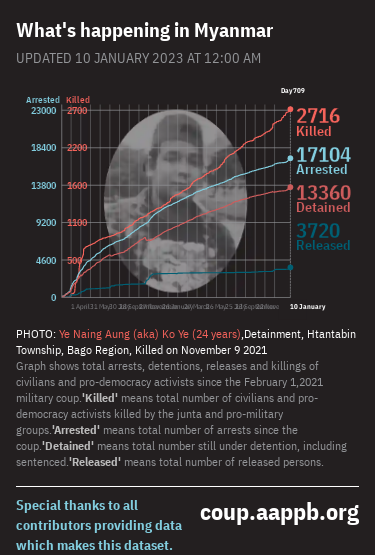 What's happening in Myanmar
UPDATED 10 JANUARY 2023 AT 12:00 AM
Day709
Arrested Killed
23000 2700
2716
Killed
18400 2200
17104
Arrested
13800 1600
13360
Detained
9200 1100
3720
Released
4600 500
0
1 April 10 January
PHOTO: Ye Naing Aung (aka) Ko Ye (24 years),Detainment, Htantabin
Township, Bago Region, Killed on November 9 2021
Graph shows total arrests, detentions, releases and killings of
civilians and pro-democracy activists since the February 1,2021
military coup.'Killed' means total number of civilians and pro-
democracy activists killed by the junta and pro-military
groups.'Arrested' means total number of arrests since the
coup.'Detained' means total number still under detention, including
sentenced.'Released' means total number of released persons.
Special thanks to all
contributors providing data
which makes this dataset.
coup.aappb.org